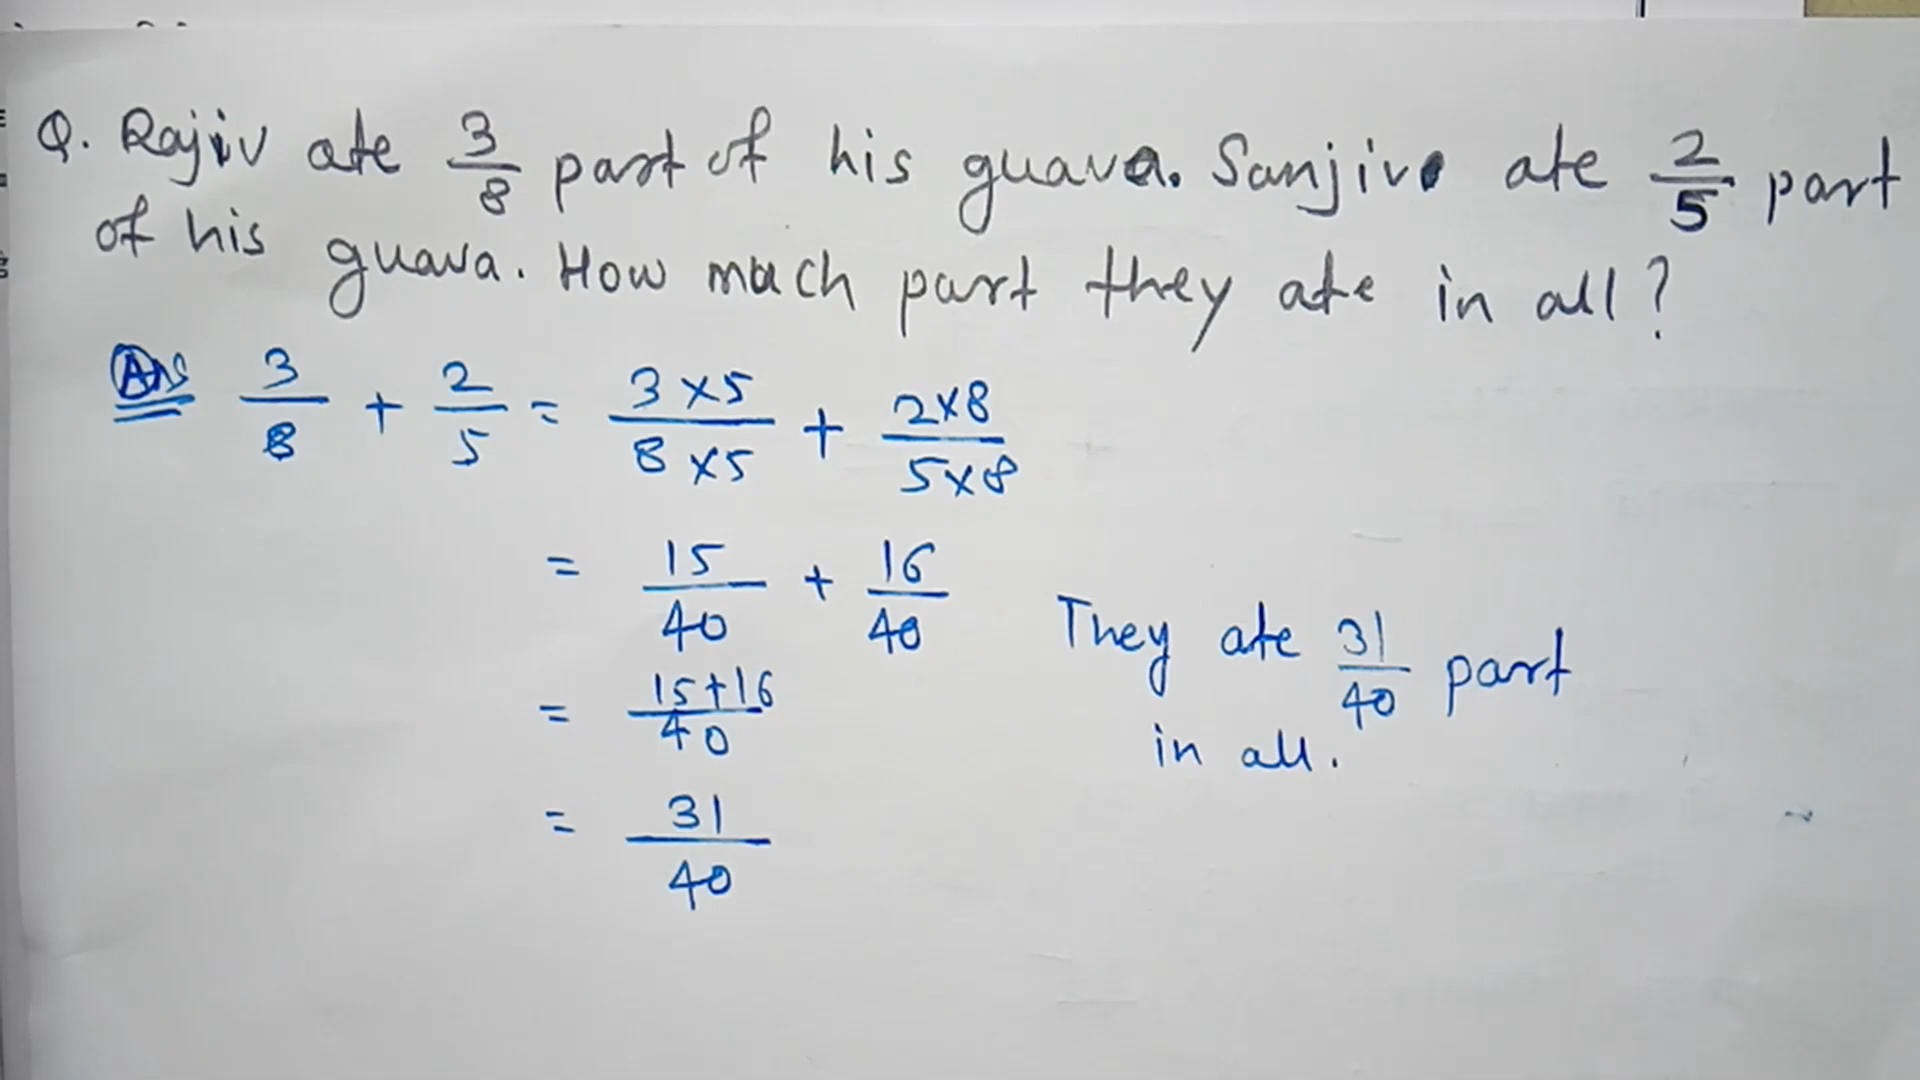 Q. Rajiv ate 3/8 part of his guava. Sanjiv ate 2/5 part
of his guava. How much part they ate in all?
Ans 3/8 + 2/5 = 3×5/8×5 + 2×8/5×8
= 15/40 + 16/40
= 15+16/40
= 31/40
They ate 31/40 part
in all.